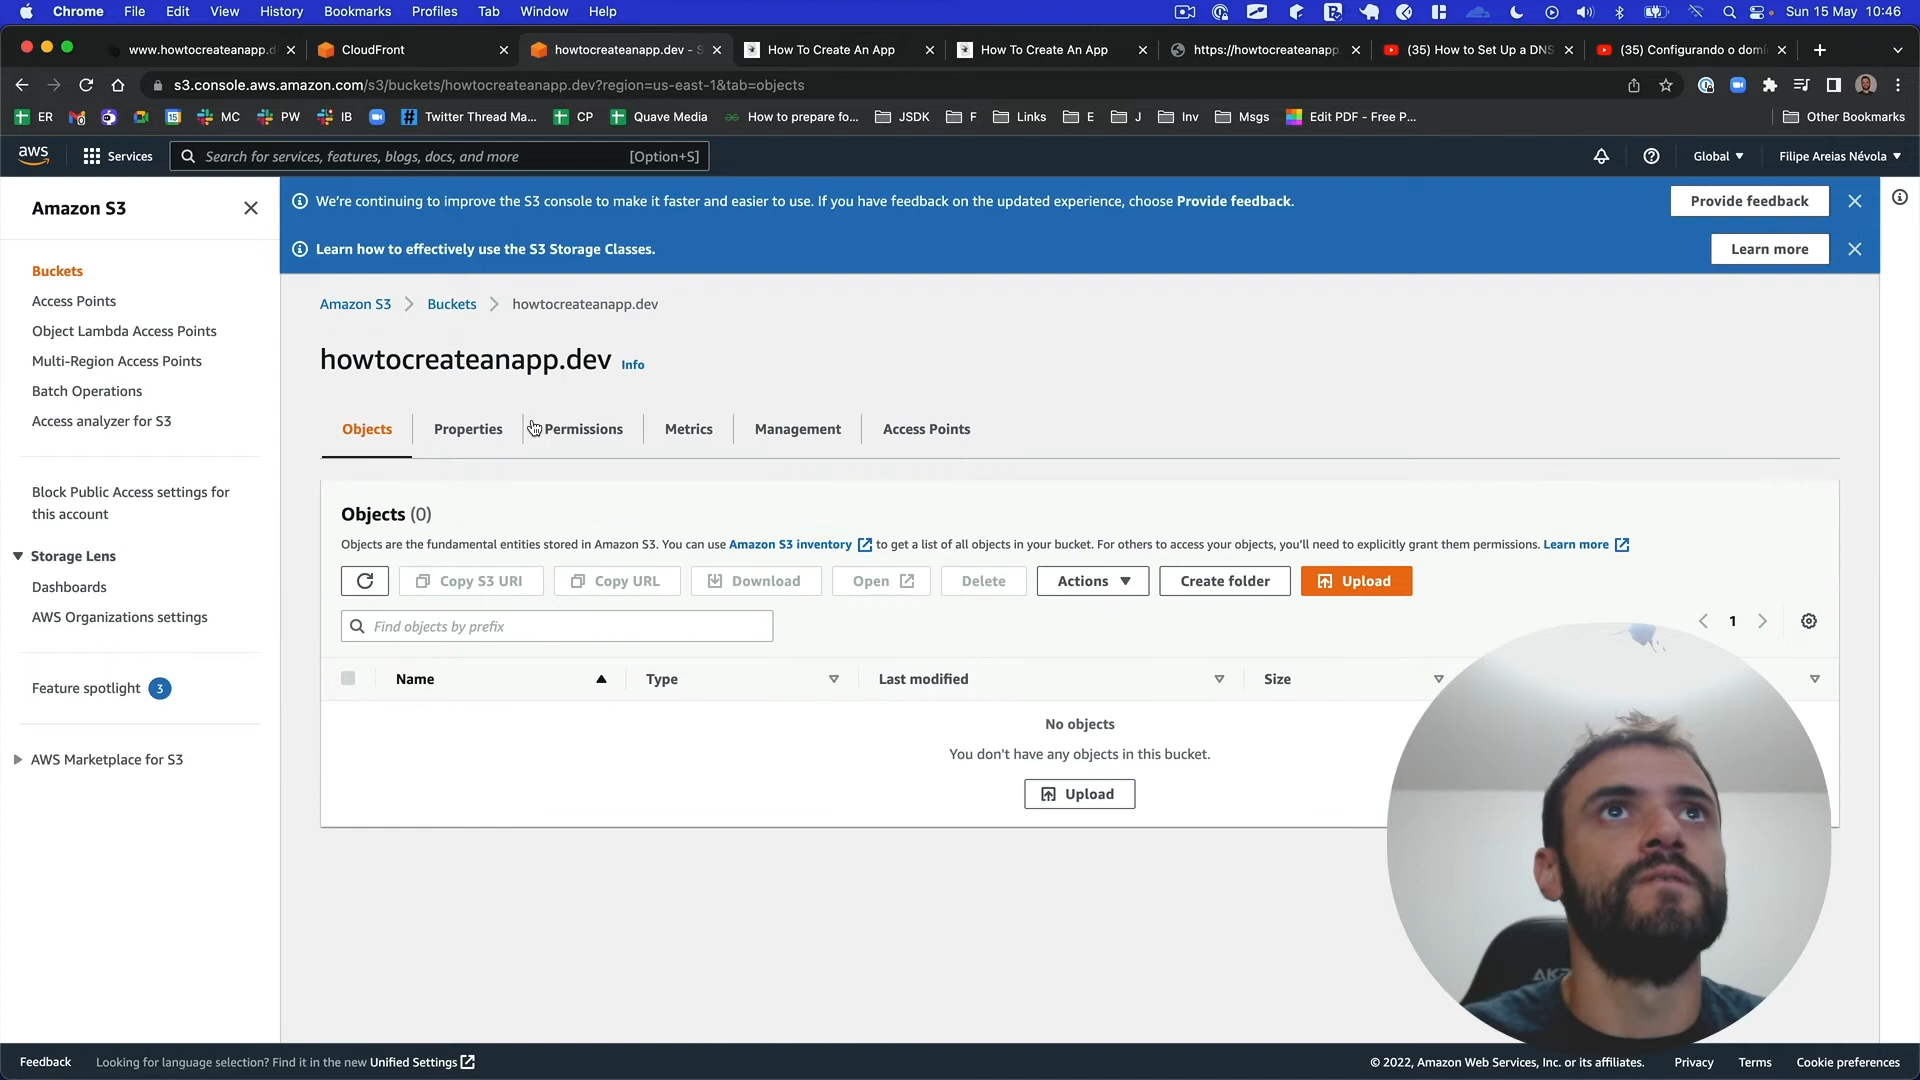 Chrome File Edit View History Bookmarks Profiles Tab Window Help Sun 15 May 10:46
www.howtocreateanapp.d CloudFront howtocreateanapp.dev - S How To Create An App How To Create An App https://howtocreateanapp. (35) How to Set Up a DNS (35) Configurando o domí
s3.console.aws.amazon.com/s3/buckets/howtocreateanapp.dev?region=us-east-1&tab=objects
ER 15 MC PW IB Twitter Thread Ma... CP Quave Media How to prepare fo... JSDK F Links E J Inv Msgs Edit PDF - Free P... Other Bookmarks
aws Services Search for services, features, blogs, docs, and more [Option+S] Global Filipe Areias Névola
Amazon S3
Buckets
Access Points
Object Lambda Access Points
Multi-Region Access Points
Batch Operations
Access analyzer for S3
Block Public Access settings for
this account
Storage Lens
Dashboards
AWS Organizations settings
Feature spotlight 3
AWS Marketplace for S3
We're continuing to improve the S3 console to make it faster and easier to use. If you have feedback on the updated experience, choose Provide feedback. Provide feedback
Learn how to effectively use the S3 Storage Classes. Learn more
Amazon S3 Buckets howtocreateanapp.dev
howtocreateanapp.dev Info
Objects Properties Permissions Metrics Management Access Points
Objects (0)
Objects are the fundamental entities stored in Amazon S3. You can use Amazon S3 inventory to get a list of all objects in your bucket. For others to access your objects, you'll need to explicitly grant them permissions. Learn more
Copy S3 URI Copy URL Download Open Delete Actions Create folder Upload
Find objects by prefix 1
Name Type Last modified Size
No objects
You don't have any objects in this bucket.
Upload
Feedback Looking for language selection? Find it in the new Unified Settings © 2022, Amazon Web Services, Inc. or its affiliates. Privacy Terms Cookie preferences